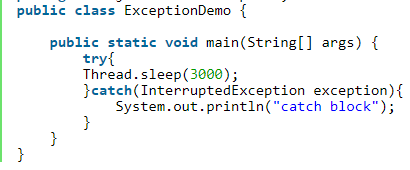 public class ExceptionDemo {
public static void main(String[] args) {
try{
Thread.sleep(3000);
}catch(InterruptedException exception){
System.out.println("catch block");
}
}
}